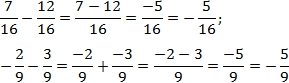 7/16 − 12/16 = (7 − 12)/16 = −5/16 = −5/16;
−2/9 − 3/9 = −2/9 + −3/9 = (−2 − 3)/9 = −5/9 = −5/9